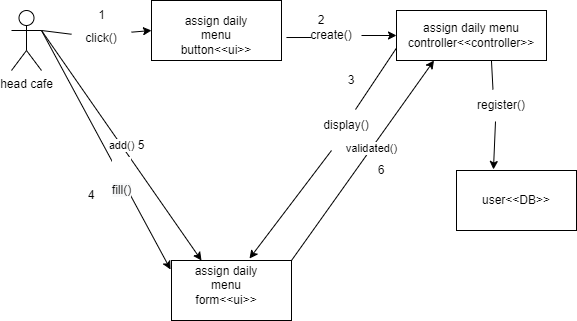 1
click()
head cafe
assign daily
menu
button<<ui>>
2
create()
assign daily menu
controller<<controller>>
3
display()
register()
add() 5
validated()
6
4
fill()
user<<DB>>
assign daily
menu
form<<ui>>